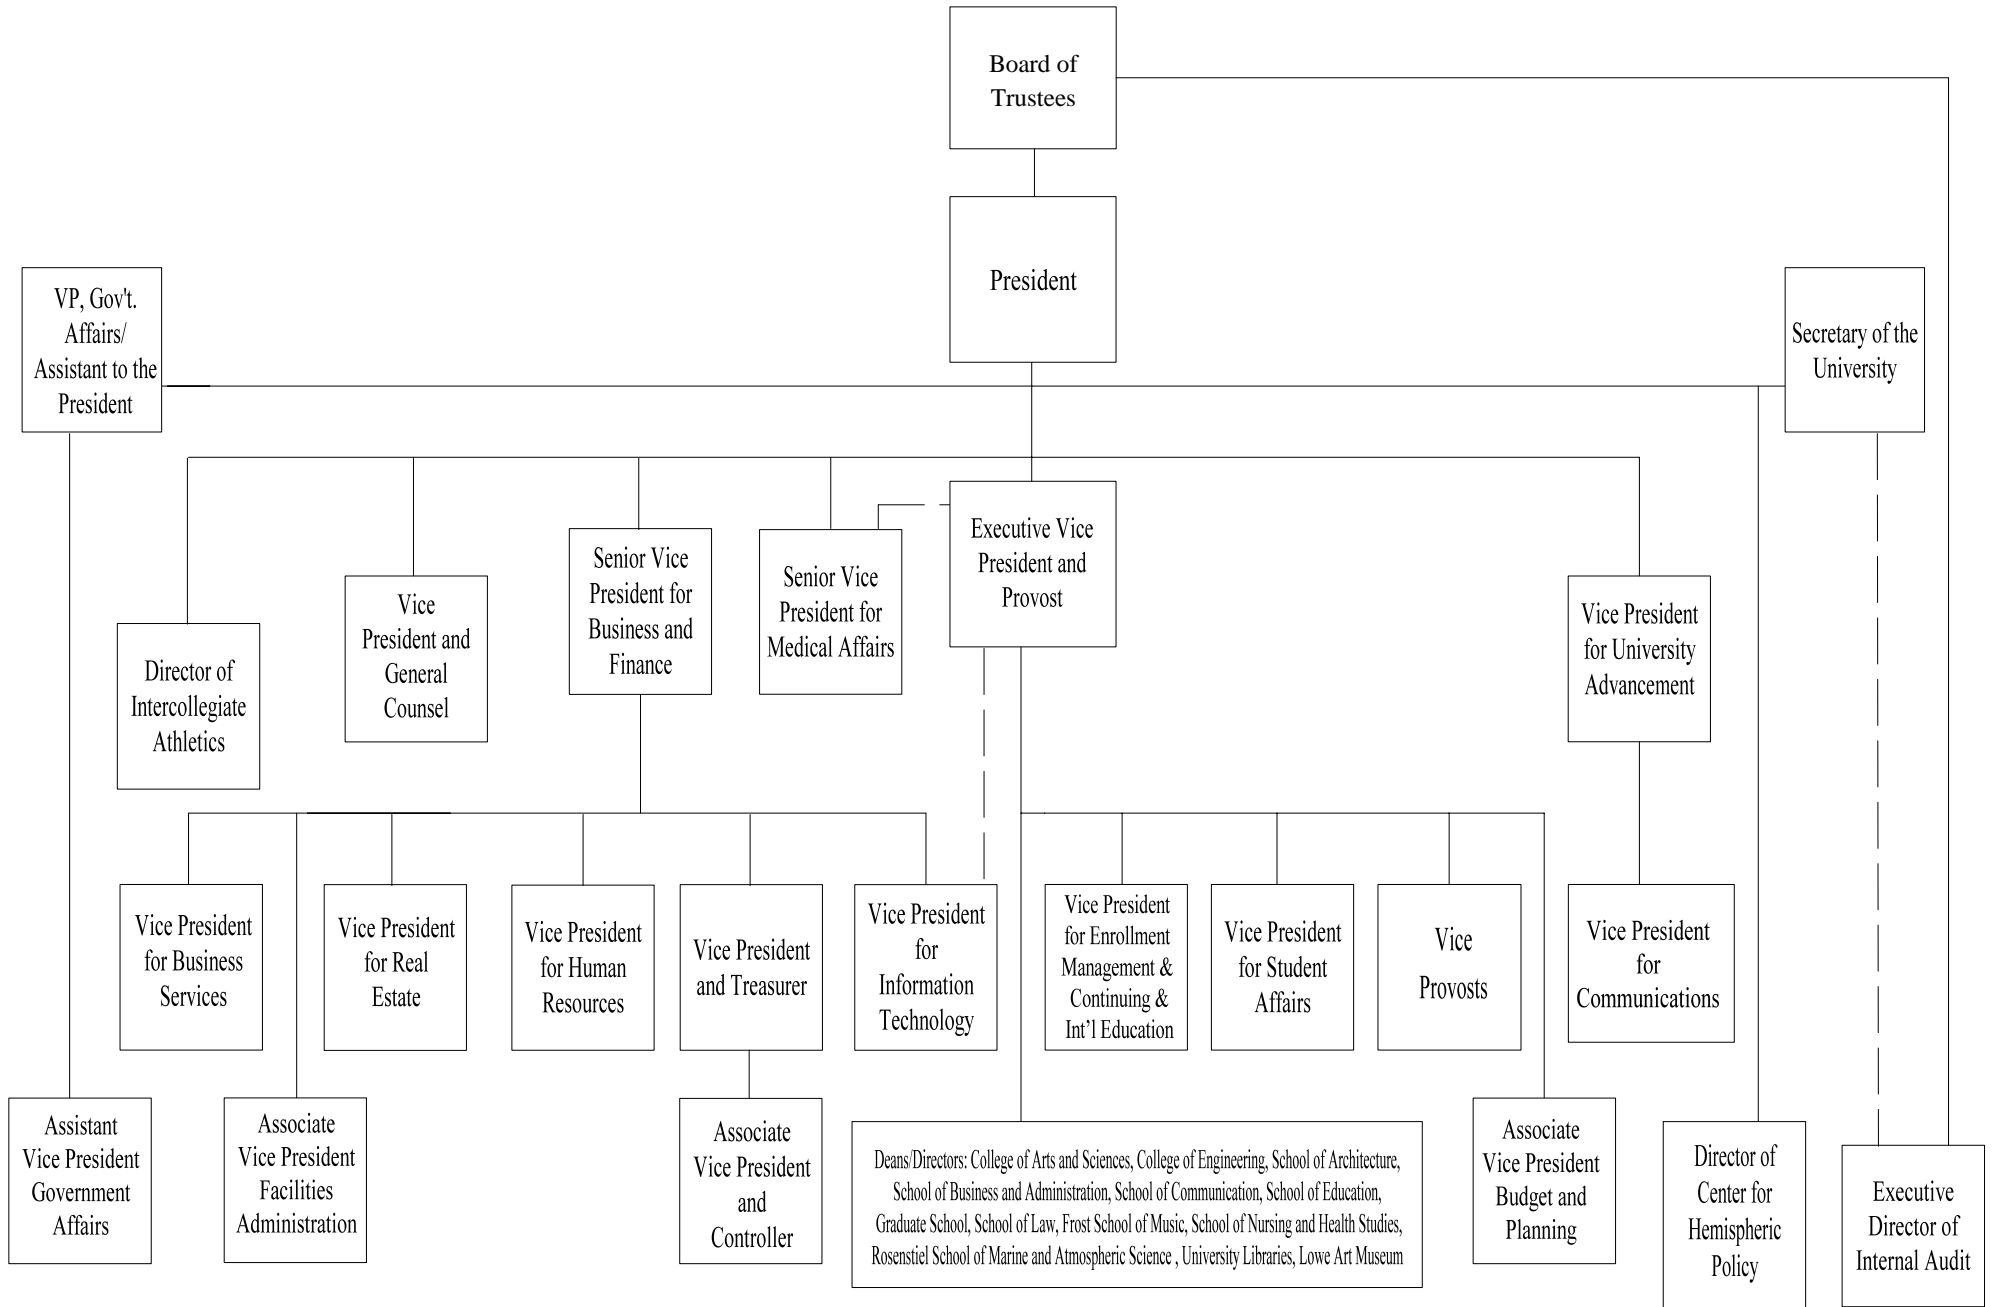 Board of
Trustees
President
VP, Gov't.
Affairs/
Assistant to the
President
Secretary of the
University
Executive Vice
President and
Provost
Senior Vice
President for
Business and
Finance
Senior Vice
President for
Medical Affairs
Vice
President and
General
Counsel
Vice President
for University
Advancement
Director of
Intercollegiate
Athletics
Vice President
for Business
Services
Vice President
for Real
Estate
Vice President
for Human
Resources
Vice President
and Treasurer
Vice President
for
Information
Technology
Vice President
for Enrollment
Management &
Continuing &
Int’l Education
Vice President
for Student
Affairs
Vice
Provosts
Vice President
for
Communications
Assistant
Vice President
Government
Affairs
Associate
Vice President
Facilities
Administration
Associate
Vice President
and
Controller
Deans/Directors: College of Arts and Sciences, College of Engineering, School of Architecture,
School of Business and Administration, School of Communication, School of Education,
Graduate School, School of Law, Frost School of Music, School of Nursing and Health Studies,
Rosenstiel School of Marine and Atmospheric Science , University Libraries, Lowe Art Museum
Associate
Vice President
Budget and
Planning
Director of
Center for
Hemispheric
Policy
Executive
Director of
Internal Audit